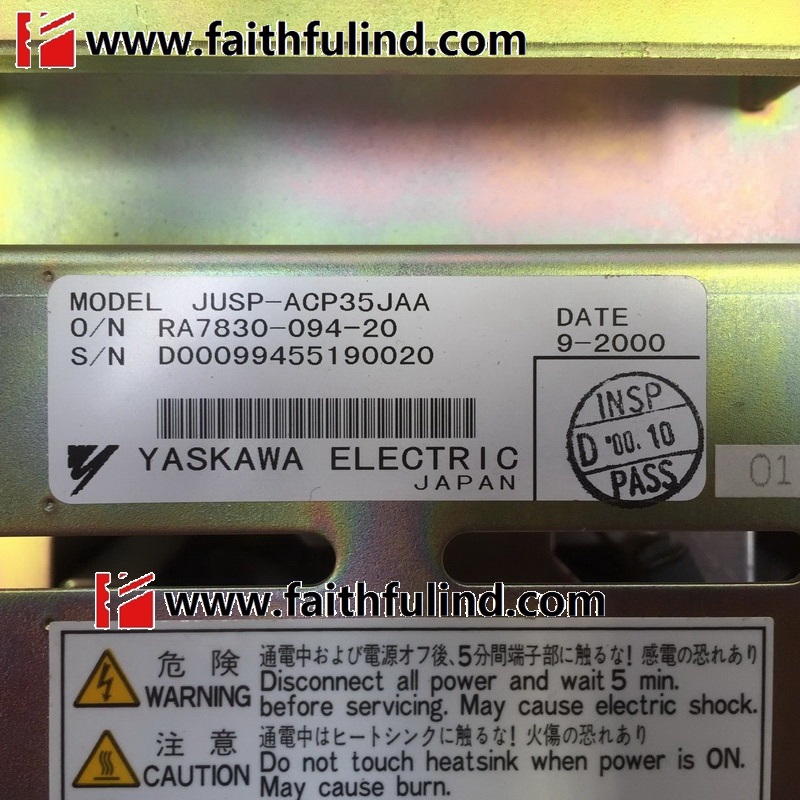 www.faithfulind.com
MODEL JUSP-ACP35JAA
O/N RA7830-094-20
S/N D00099455190020
DATE
9-2000
INSP
D '00.10
PASS
YASKAWA ELECTRIC
JAPAN
01
www.faithfulind.com
危険 通電中および電源オフ後、5分間端子部に触るな! 感電の恐れあり
WARNING Disconnect all power and wait 5 min.
before servicing. May cause electric shock.
注意 通電中はヒートシンクに触るな! 火傷の恐れあり
CAUTION Do not touch heatsink when power is ON.
May cause burn.